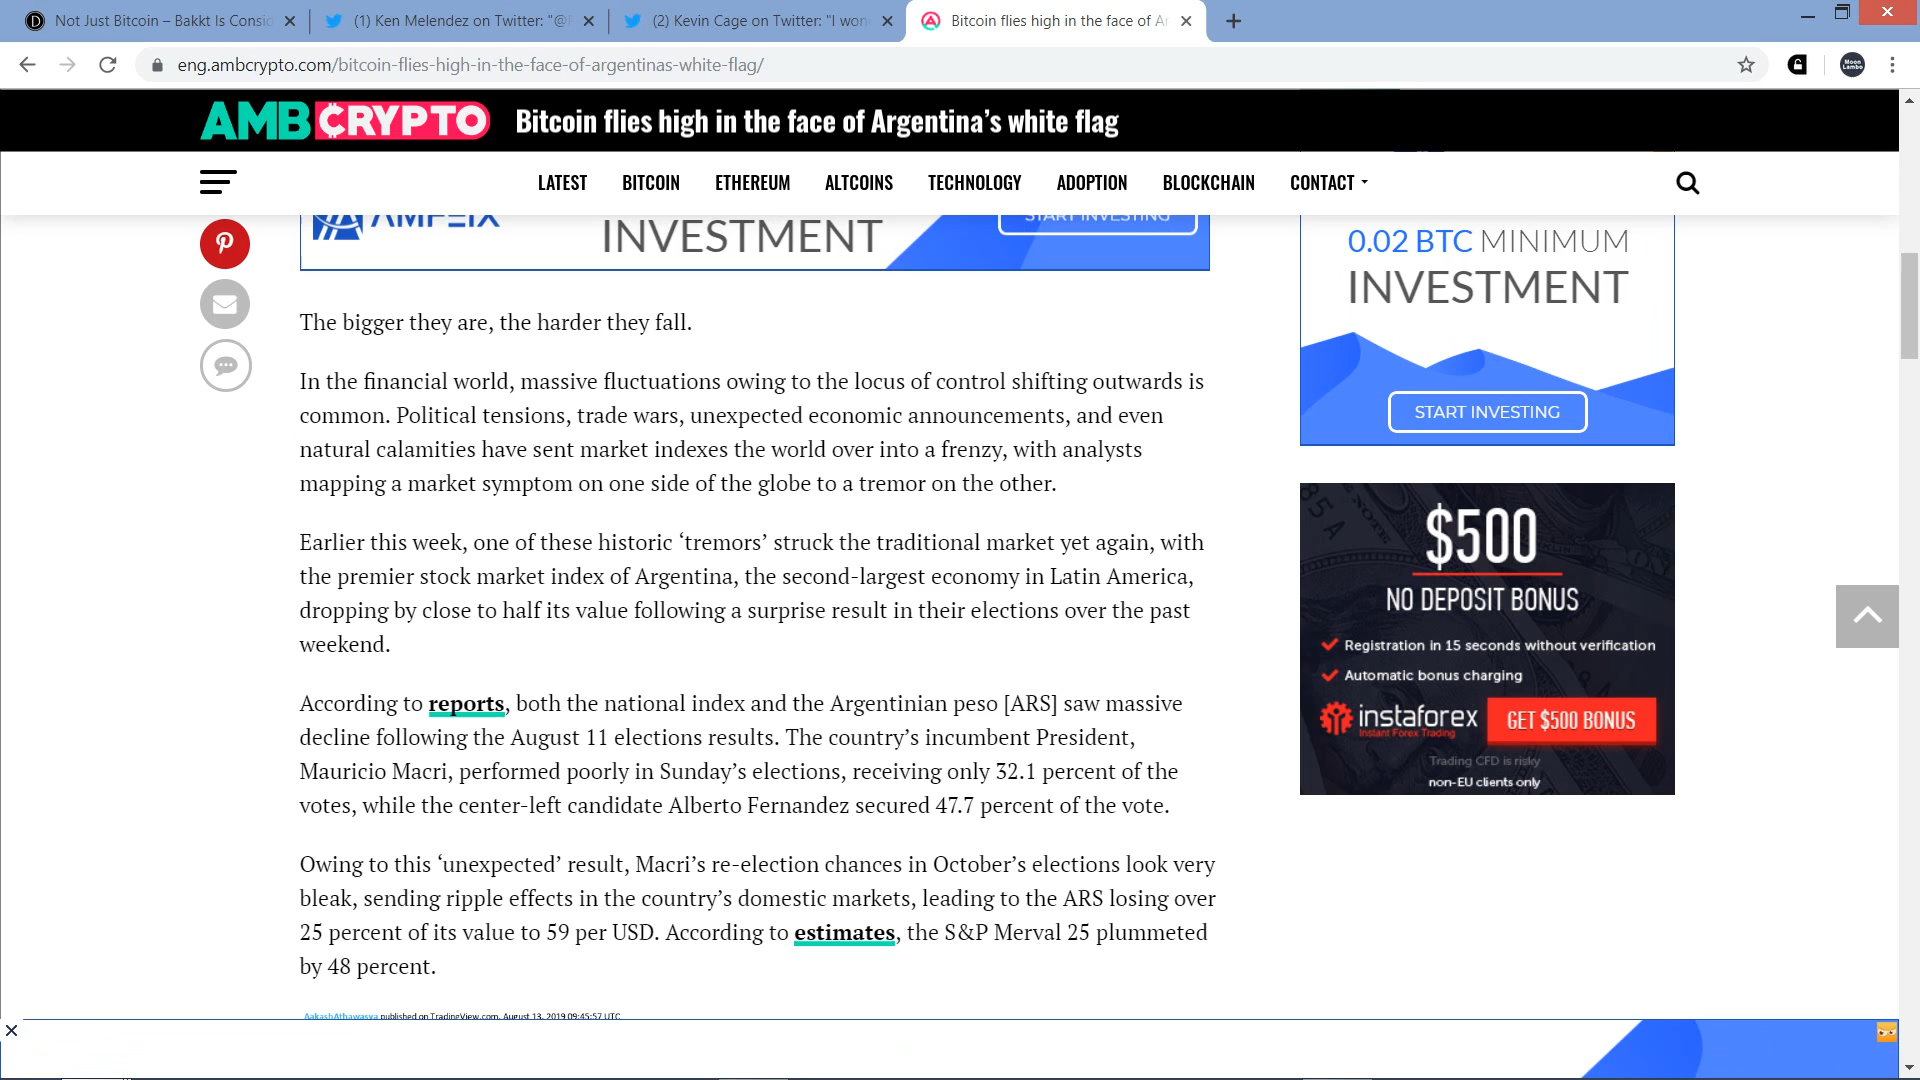 Not Just Bitcoin – Bakkt Is Consid
(1) Ken Melendez on Twitter: "@
(2) Kevin Cage on Twitter: "I won
Bitcoin flies high in the face of Ar
eng.ambcrypto.com/bitcoin-flies-high-in-the-face-of-argentinas-white-flag/
Moon Lambo
AMBCRYPTO Bitcoin flies high in the face of Argentina's white flag
LATEST BITCOIN ETHEREUM ALTCOINS TECHNOLOGY ADOPTION BLOCKCHAIN CONTACT
AMFEIX
INVESTMENT
START INVESTING
The bigger they are, the harder they fall.
In the financial world, massive fluctuations owing to the locus of control shifting outwards is
common. Political tensions, trade wars, unexpected economic announcements, and even
natural calamities have sent market indexes the world over into a frenzy, with analysts
mapping a market symptom on one side of the globe to a tremor on the other.
Earlier this week, one of these historic ‘tremors’ struck the traditional market yet again, with
the premier stock market index of Argentina, the second-largest economy in Latin America,
dropping by close to half its value following a surprise result in their elections over the past
weekend.
According to reports, both the national index and the Argentinian peso [ARS] saw massive
decline following the August 11 elections results. The country’s incumbent President,
Mauricio Macri, performed poorly in Sunday’s elections, receiving only 32.1 percent of the
votes, while the center-left candidate Alberto Fernandez secured 47.7 percent of the vote.
Owing to this ‘unexpected’ result, Macri’s re-election chances in October’s elections look very
bleak, sending ripple effects in the country’s domestic markets, leading to the ARS losing over
25 percent of its value to 59 per USD. According to estimates, the S&P Merval 25 plummeted
by 48 percent.
AakashAthawasya published on TradingView.com, August 13, 2019 09:45:57 UTC
0.02 BTC MINIMUM
INVESTMENT
START INVESTING
$500
NO DEPOSIT BONUS
Registration in 15 seconds without verification
Automatic bonus charging
instaforex
Instant Forex Trading
GET $500 BONUS
Trading CFD is risky
non-EU clients only